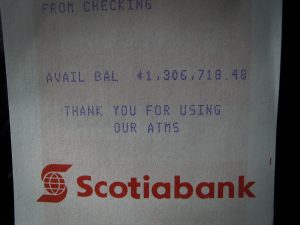 FROM CHECKING
AVAIL BAL $1,306,718.48
THANK YOU FOR USING
OUR ATMS
Scotiabank